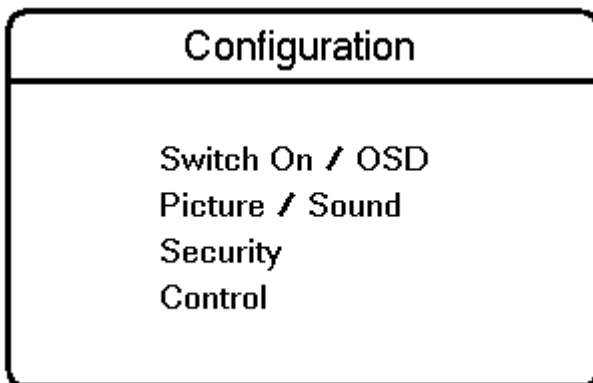 Configuration
Switch On / OSD
Picture / Sound
Security
Control